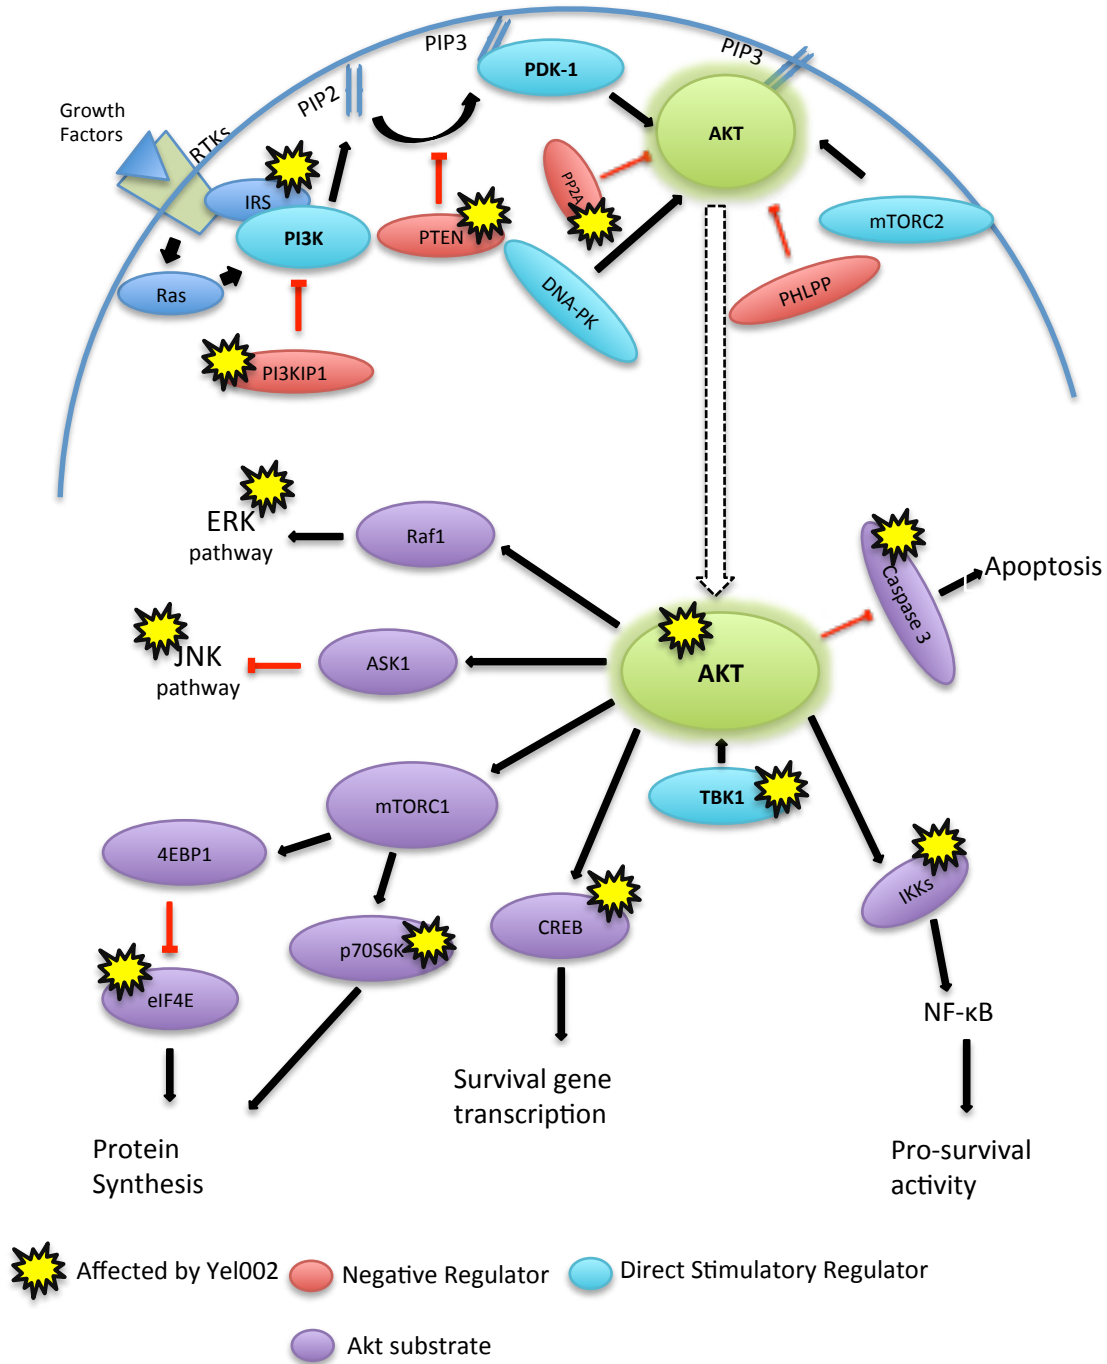 PIP3
PIP3
PDK-1
PIP2
Growth
Factors
RTKs
AKT
PP2A
IRS
PI3K
PTEN
mTORC2
DNA-PK
PHLPP
Ras
PI3KIP1
ERK
pathway
Raf1
Caspase 3
Apoptosis
JNK
pathway
ASK1
AKT
TBK1
mTORC1
4EBP1
IKKs
CREB
p70S6K
eIF4E
NF-κB
Survival gene
transcription
Protein
Synthesis
Pro-survival
activity
Affected by Yel002
Negative Regulator
Direct Stimulatory Regulator
Akt substrate